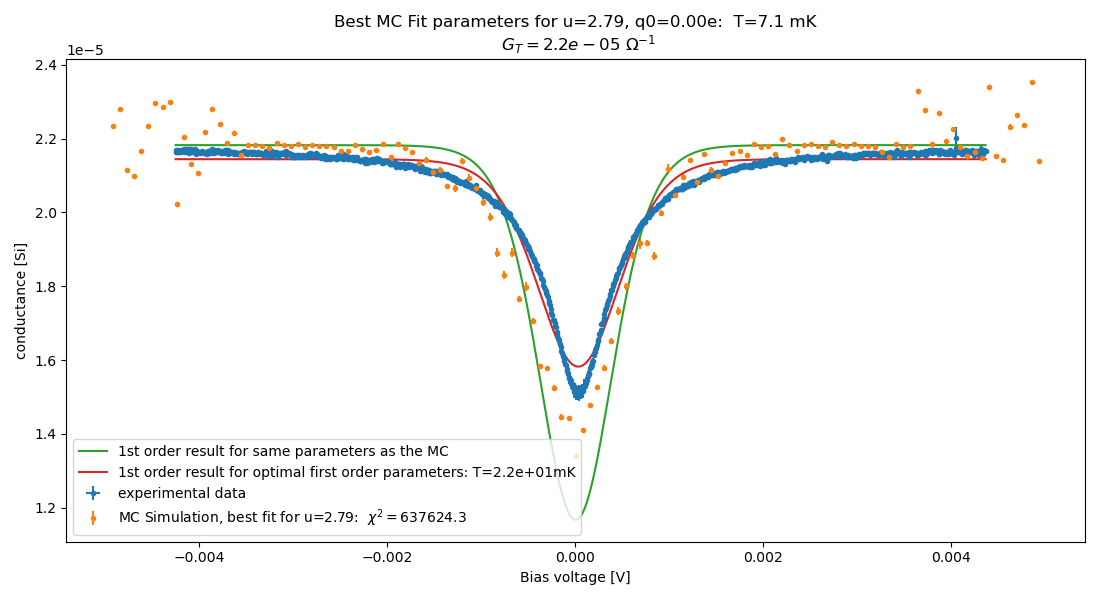 Best MC Fit parameters for u=2.79, q0=0.00e:  T=7.1 mK
G_T = 2.2e − 05 Ω⁻¹
1e−5
2.4
2.2
2.0
1.8
1.6
1.4
1.2
conductance [Si]
1st order result for same parameters as the MC
1st order result for optimal first order parameters: T=2.2e+01mK
experimental data
MC Simulation, best fit for u=2.79:  χ² = 637624.3
−0.004 −0.002 0.000 0.002 0.004
Bias voltage [V]